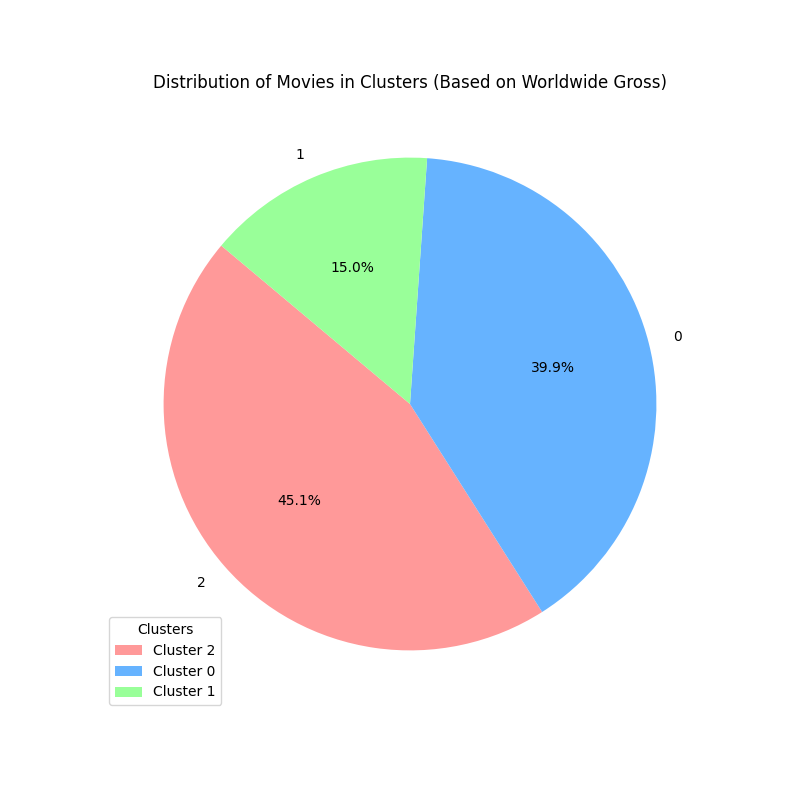 Distribution of Movies in Clusters (Based on Worldwide Gross)
1
15.0%
0
39.9%
45.1%
2
Clusters
Cluster 2
Cluster 0
Cluster 1